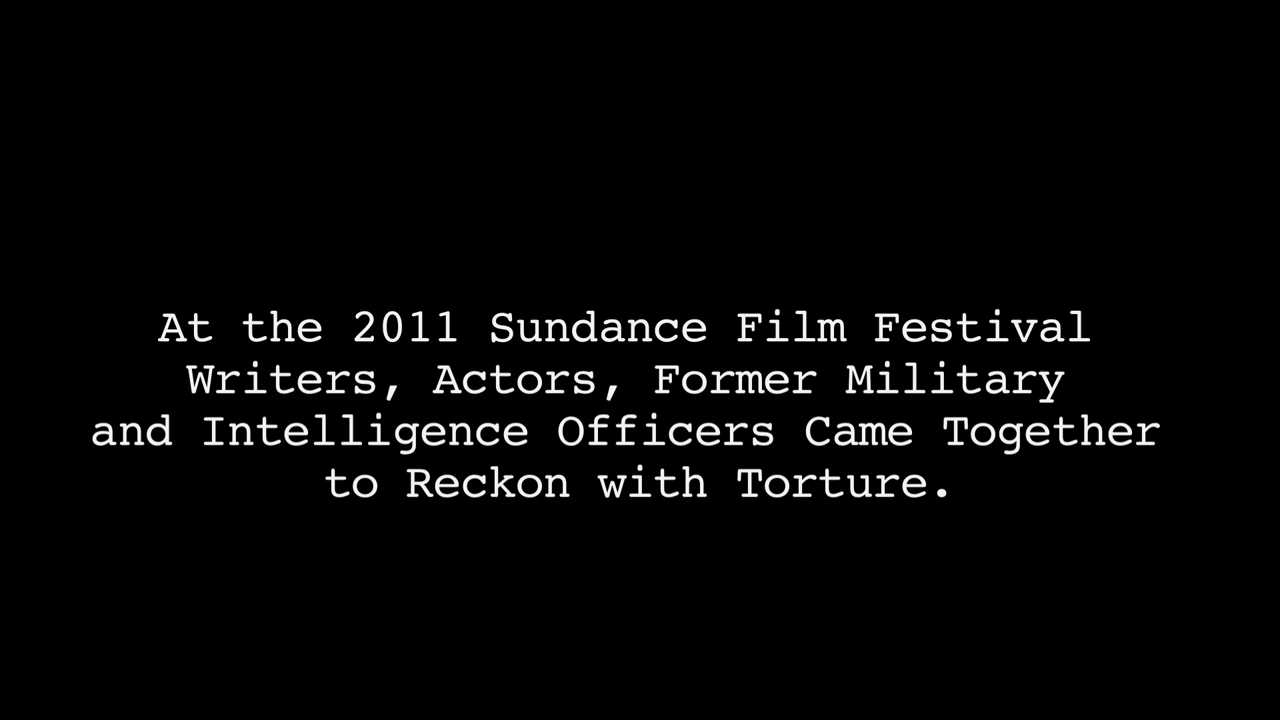 At the 2011 Sundance Film Festival
Writers, Actors, Former Military
and Intelligence Officers Came Together
to Reckon with Torture.